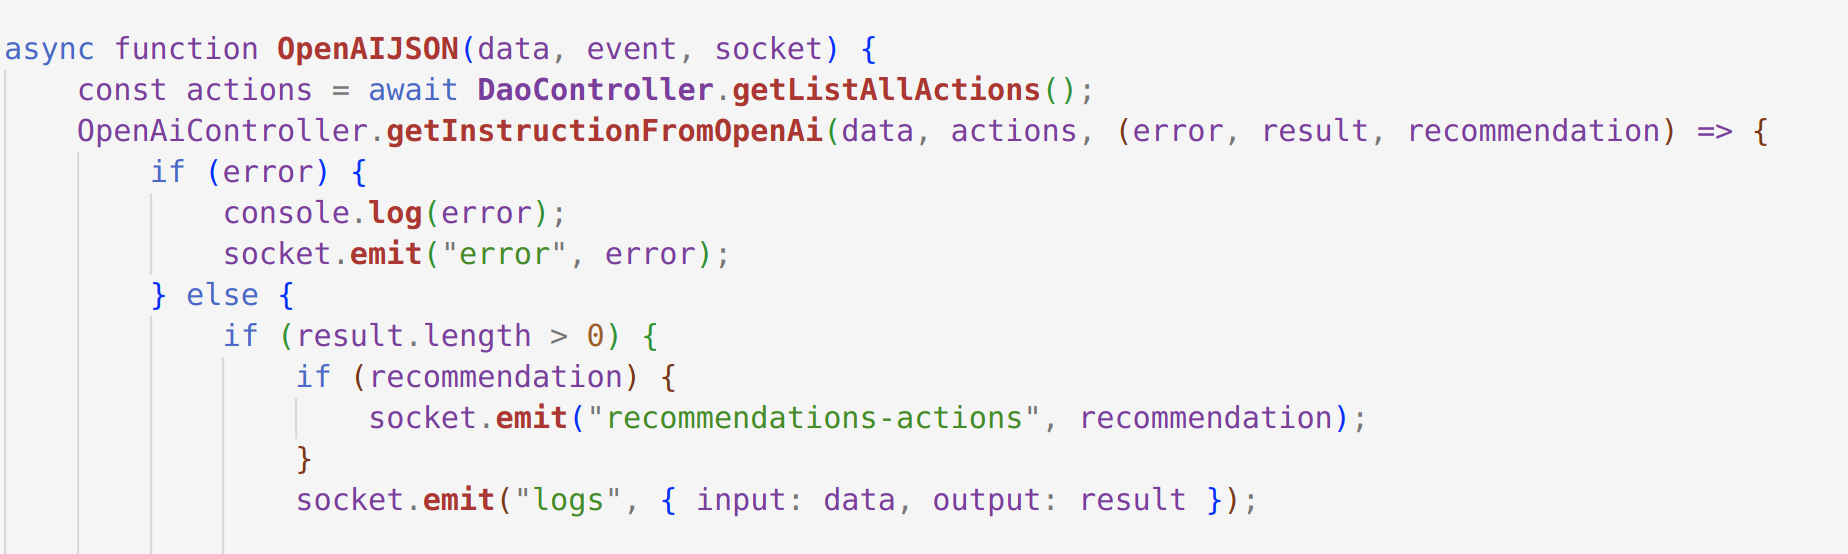 async function OpenAIJSON(data, event, socket) {
    const actions = await DaoController.getListAllActions();
    OpenAiController.getInstructionFromOpenAi(data, actions, (error, result, recommendation) => {
        if (error) {
            console.log(error);
            socket.emit("error", error);
        } else {
            if (result.length > 0) {
                if (recommendation) {
                    socket.emit("recommendations-actions", recommendation);
                }
                socket.emit("logs", { input: data, output: result });